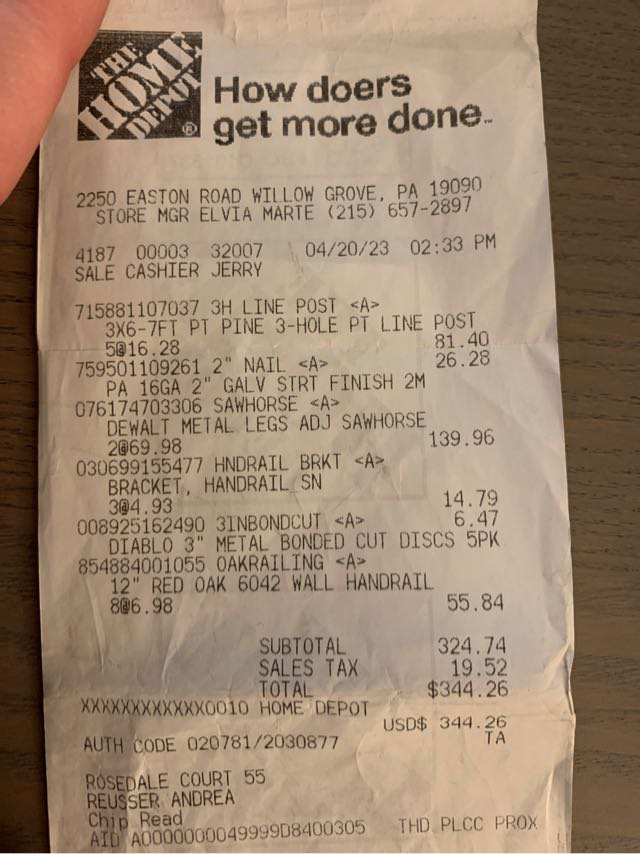 THE
HOME
DEPOT
®
How doers
get more done™
2250 EASTON ROAD WILLOW GROVE, PA 19090
STORE MGR ELVIA MARTE (215) 657-2897
4187 00003 32007 04/20/23 02:33 PM
SALE CASHIER JERRY
715881107037 3H LINE POST <A>
3X6-7FT PT PINE 3-HOLE PT LINE POST
5@16.28 81.40
759501109261 2" NAIL <A> 26.28
PA 16GA 2" GALV STRT FINISH 2M
076174703306 SAWHORSE <A>
DEWALT METAL LEGS ADJ SAWHORSE
2@69.98 139.96
030699155477 HNDRAIL BRKT <A>
BRACKET, HANDRAIL SN
3@4.93 14.79
008925162490 3INBONDCUT <A> 6.47
DIABLO 3" METAL BONDED CUT DISCS 5PK
854884001055 OAKRAILING <A>
12" RED OAK 6042 WALL HANDRAIL
8@6.98 55.84
SUBTOTAL 324.74
SALES TAX 19.52
TOTAL $344.26
XXXXXXXXXXXX0010 HOME DEPOT
USD$ 344.26
AUTH CODE 020781/2030877 TA
ROSEDALE COURT 55
REUSSER ANDREA
Chip Read
AID A0000000049999D8400305 THD PLCC PROX